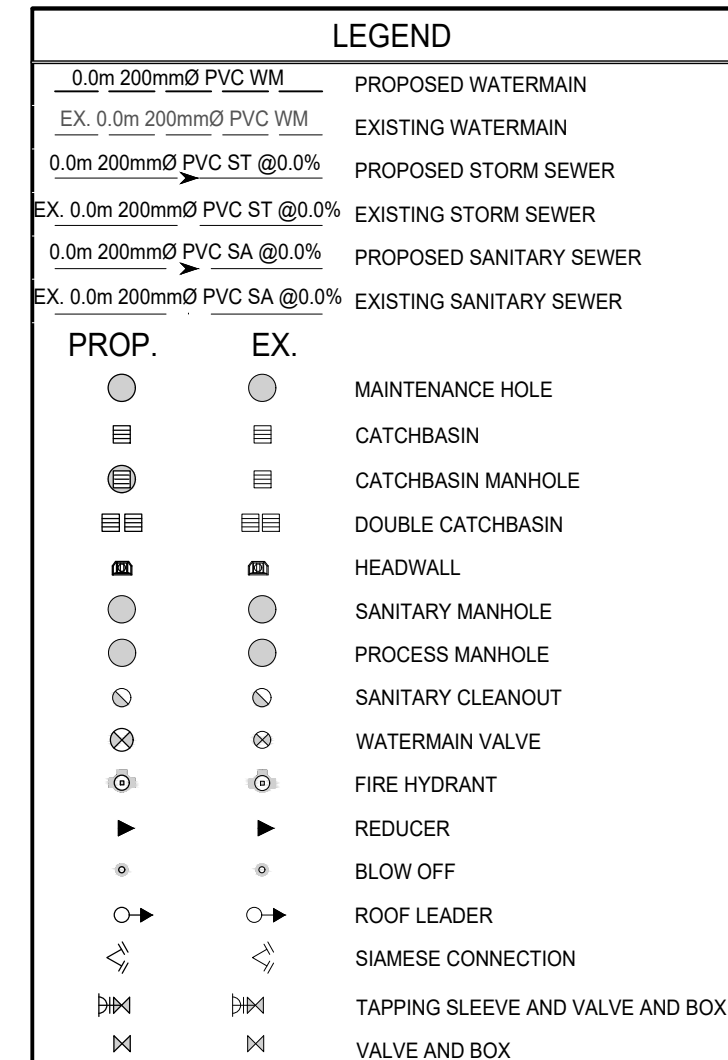 LEGEND
0.0m 200mmØ PVC WM PROPOSED WATERMAIN
EX. 0.0m 200mmØ PVC WM EXISTING WATERMAIN
0.0m 200mmØ PVC ST @0.0% PROPOSED STORM SEWER
EX. 0.0m 200mmØ PVC ST @0.0% EXISTING STORM SEWER
0.0m 200mmØ PVC SA @0.0% PROPOSED SANITARY SEWER
EX. 0.0m 200mmØ PVC SA @0.0% EXISTING SANITARY SEWER
PROP. EX.
MAINTENANCE HOLE
CATCHBASIN
CATCHBASIN MANHOLE
DOUBLE CATCHBASIN
HEADWALL
SANITARY MANHOLE
PROCESS MANHOLE
SANITARY CLEANOUT
WATERMAIN VALVE
FIRE HYDRANT
REDUCER
BLOW OFF
ROOF LEADER
SIAMESE CONNECTION
TAPPING SLEEVE AND VALVE AND BOX
VALVE AND BOX